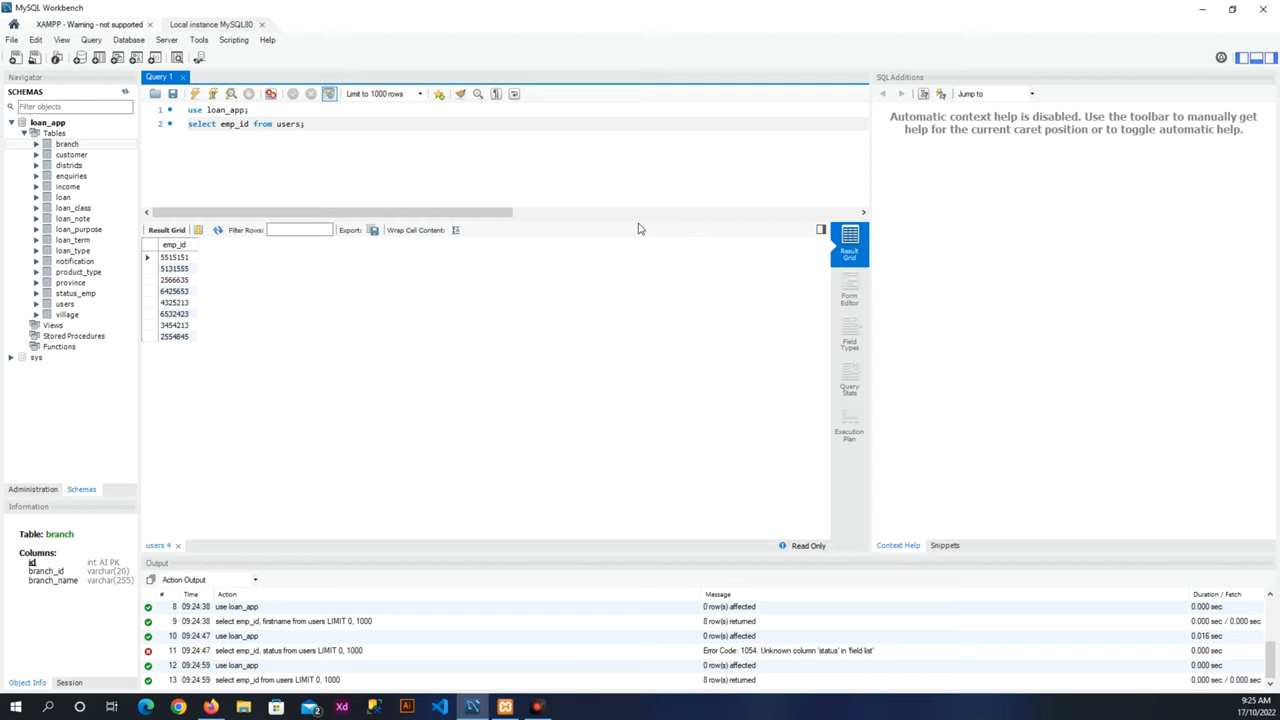 MySQL Workbench
XAMPP - Warning - not supported
Local instance MySQL80
File Edit View Query Database Server Tools Scripting Help
Navigator
Query 1
SQLAdditions
SCHEMAS
Limit to 1000 rows
Jump to
Filter objects
1 use loan_app;
2 select emp_id from users;
Automatic context help is disabled. Use the toolbar to manually get
help for the current caret position or to toggle automatic help.
loan_app
Tables
branch
customer
districts
enquiries
income
loan
loan_class
loan_note
loan_purpose
loan_term
loan_type
notification
product_type
province
status_emp
users
village
Views
Stored Procedures
Functions
sys
Result Grid Filter Rows: Export: Wrap Cell Content:
emp_id
5515151
5131555
2566635
6425653
4325213
6532423
3454213
2554845
Result
Grid
Form
Editor
Field
Types
Query
Stats
Execution
Plan
Administration Schemas
Information
Table: branch
Columns:
id int AI PK
branch_id varchar(20)
branch_name varchar(255)
Object Info Session
users 4
Read Only
Context Help Snippets
Output
Action Output
# Time Action Message Duration / Fetch
8 09:24:38 use loan_app 0 row(s) affected 0.000 sec
9 09:24:38 select emp_id, firstname from users LIMIT 0, 1000 8 row(s) returned 0.000 sec / 0.000 sec
10 09:24:47 use loan_app 0 row(s) affected 0.016 sec
11 09:24:47 select emp_id, status from users LIMIT 0, 1000 Error Code: 1054. Unknown column 'status' in 'field list' 0.000 sec
12 09:24:59 use loan_app 0 row(s) affected 0.000 sec
13 09:24:59 select emp_id from users LIMIT 0, 1000 8 row(s) returned 0.000 sec / 0.000 sec
Xd
Ai
9:25 AM
17/10/2022